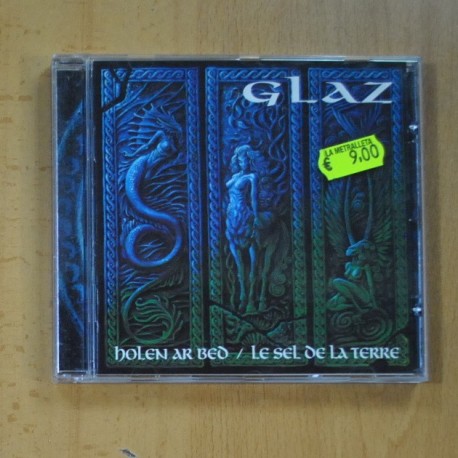 GLAZ
LA METRALLETA
€ 9,00
HOLEN AR BED / LE SEL DE LA TERRE